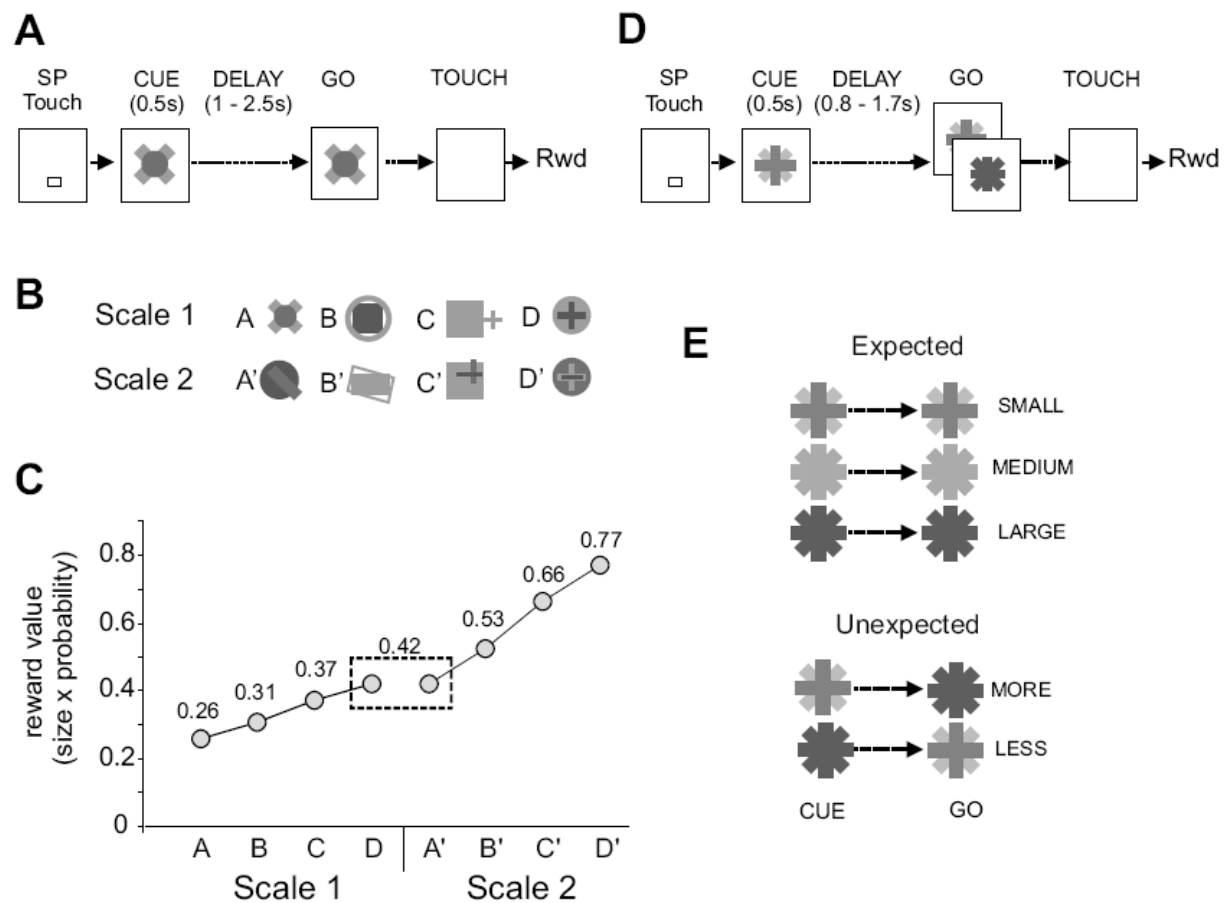 A
SP
Touch
CUE
(0.5s)
DELAY
(1 - 2.5s)
GO
TOUCH
Rwd
B
Scale 1
A
B
C
D
Scale 2
A'
B'
C'
D'
C
reward value
(size x probability)
0.8
0.6
0.4
0.2
0
0.26
0.31
0.37
0.42
0.53
0.66
0.77
A B C D A' B' C' D'
Scale 1 Scale 2
D
SP
Touch
CUE
(0.5s)
DELAY
(0.8 - 1.7s)
GO
TOUCH
Rwd
E
Expected
SMALL
MEDIUM
LARGE
Unexpected
MORE
LESS
CUE GO